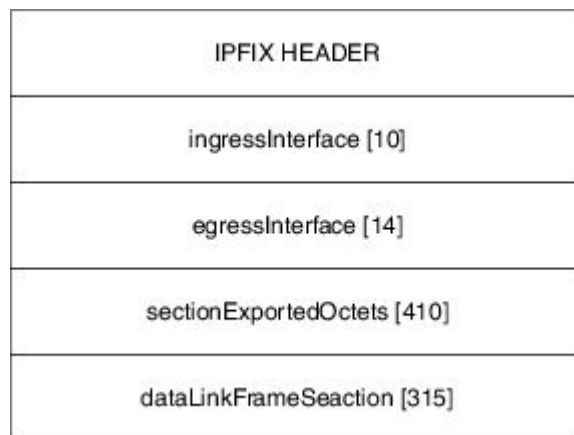 IPFIX HEADER
ingressInterface [10]
egressInterface [14]
sectionExportedOctets [410]
dataLinkFrameSeaction [315]